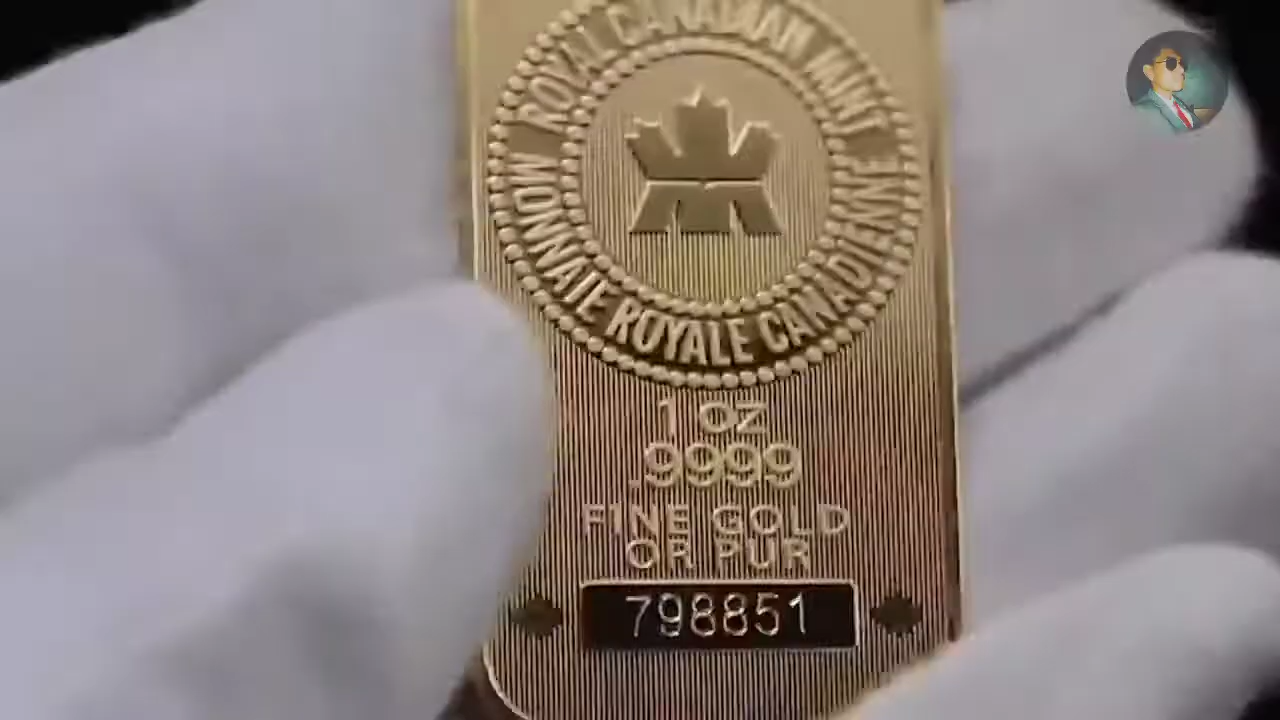 ROYAL CANADIAN MINT
MONNAIE ROYALE CANADIENNE
1 OZ
.9999
FINE GOLD
OR PUR
798851